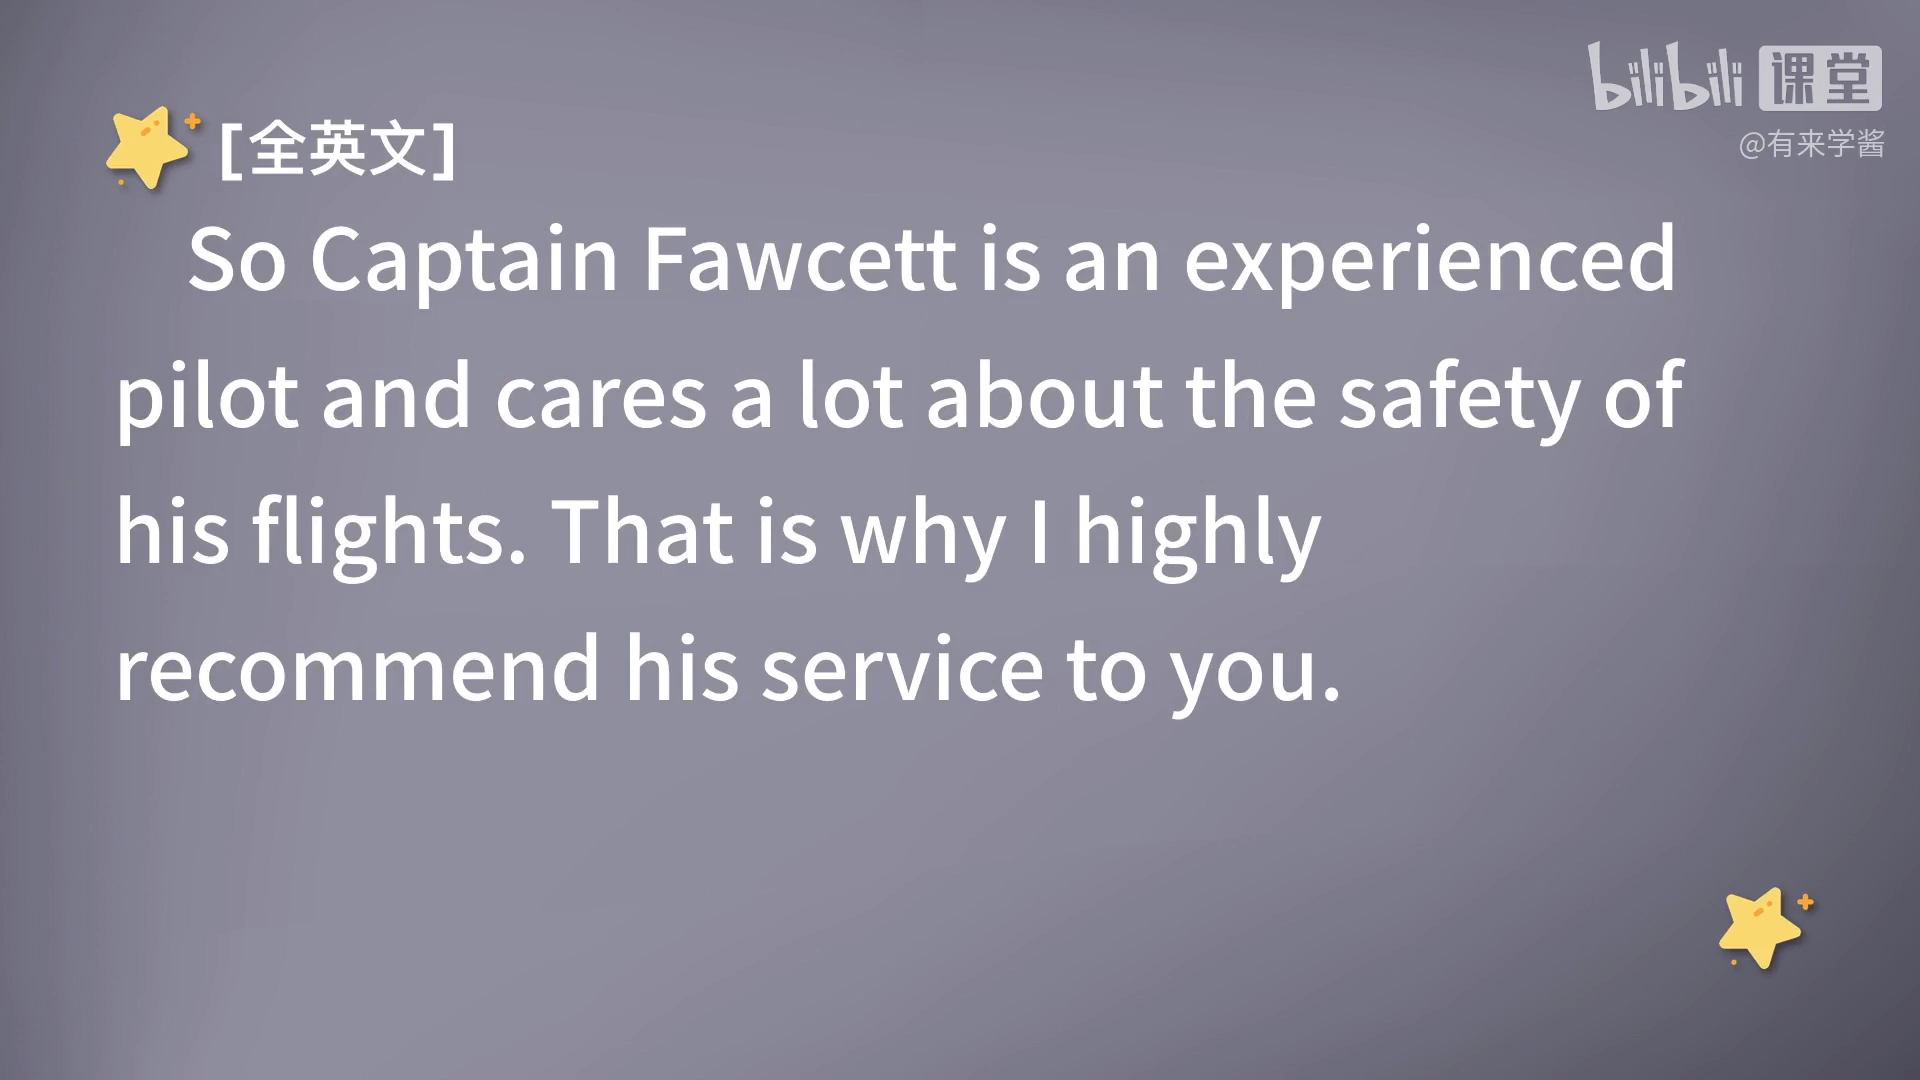 bilibili 课堂
@有来学酱
[全英文]
So Captain Fawcett is an experienced
pilot and cares a lot about the safety of
his flights. That is why I highly
recommend his service to you.